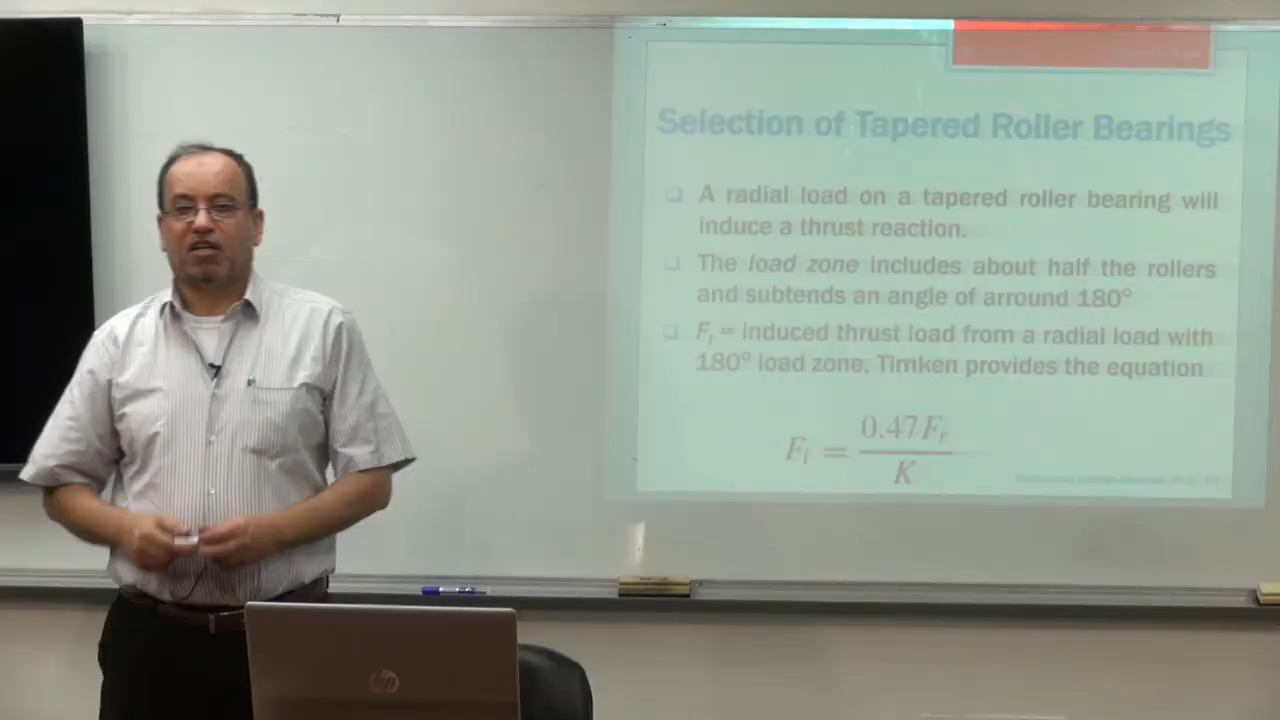 Selection of Tapered Roller Bearings
❑ A radial load on a tapered roller bearing will
induce a thrust reaction.
❑ The load zone includes about half the rollers
and subtends an angle of arround 180°
❑ Fi = induced thrust load from a radial load with
180° load zone, Timken provides the equation
Fi = 0.47Fr / K
hp